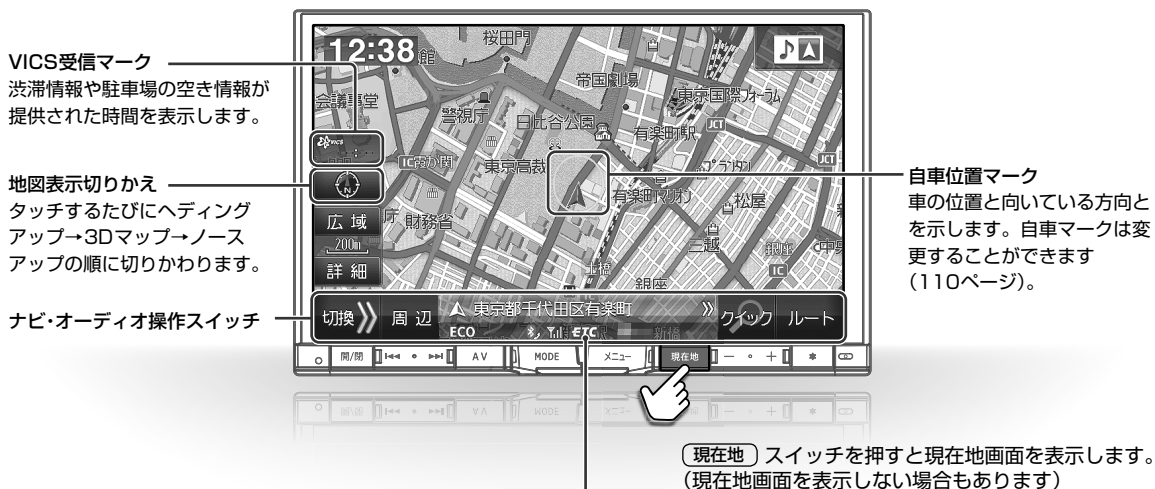 VICS受信マーク
渋滞情報や駐車場の空き情報が
提供された時間を表示します。
地図表示切りかえ
タッチするたびにヘディング
アップ→3Dマップ→ノース
アップの順に切りかわります。
ナビ・オーディオ操作スイッチ
12:38
館
桜田門
帝国劇場
会議事堂
警視庁
日比谷公園
東京国際フォーラム
有楽町駅
JCT
VICS
IC霞が関
東京高裁
プランタン
JCT
N
有楽町マリオン
松屋
広域
庁
財務省
200m
三越
銀座
詳細
土橋
IC
銀座
切換
周辺
東京都千代田区有楽町
クイック
ルート
ECO
ETC
新橋
開/閉
AV
MODE
メニュー
現在地
－
＋
＊
自車位置マーク
車の位置と向いている方向と
を示します。自車マークは変
更することができます
（110ページ）。
現在地 スイッチを押すと現在地画面を表示します。
（現在地画面を表示しない場合もあります）